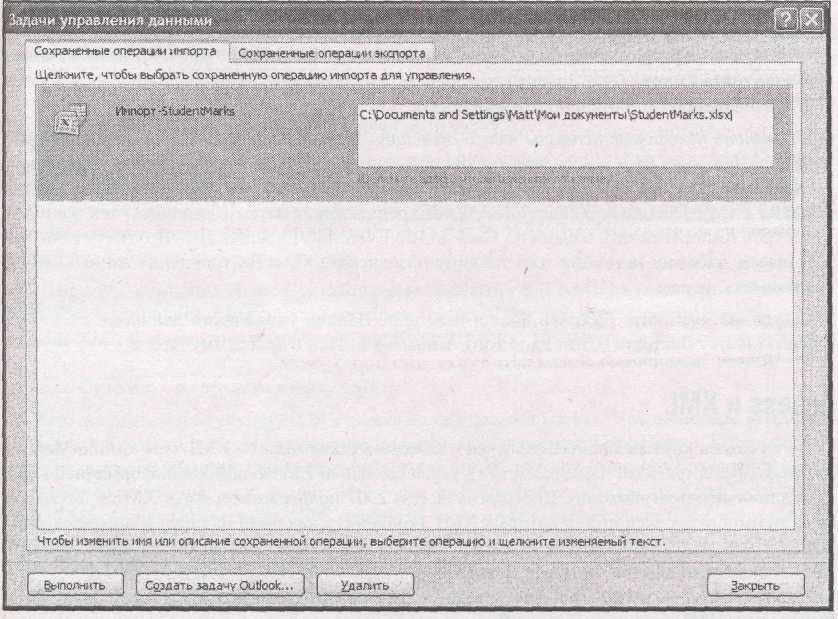 Задачи управления данными
Сохраненные операции импорта
Сохраненные операции экспорта
Щелкните, чтобы выбрать сохраненную операцию импорта для управления.
Импорт-StudentMarks
C:\Documents and Settings\Matt\Мои документы\StudentMarks.xlsx
Чтобы изменить имя или описание сохраненной операции, выберите операцию и щелкните изменяемый текст.
Выполнить
Создать задачу Outlook...
Удалить
Закрыть